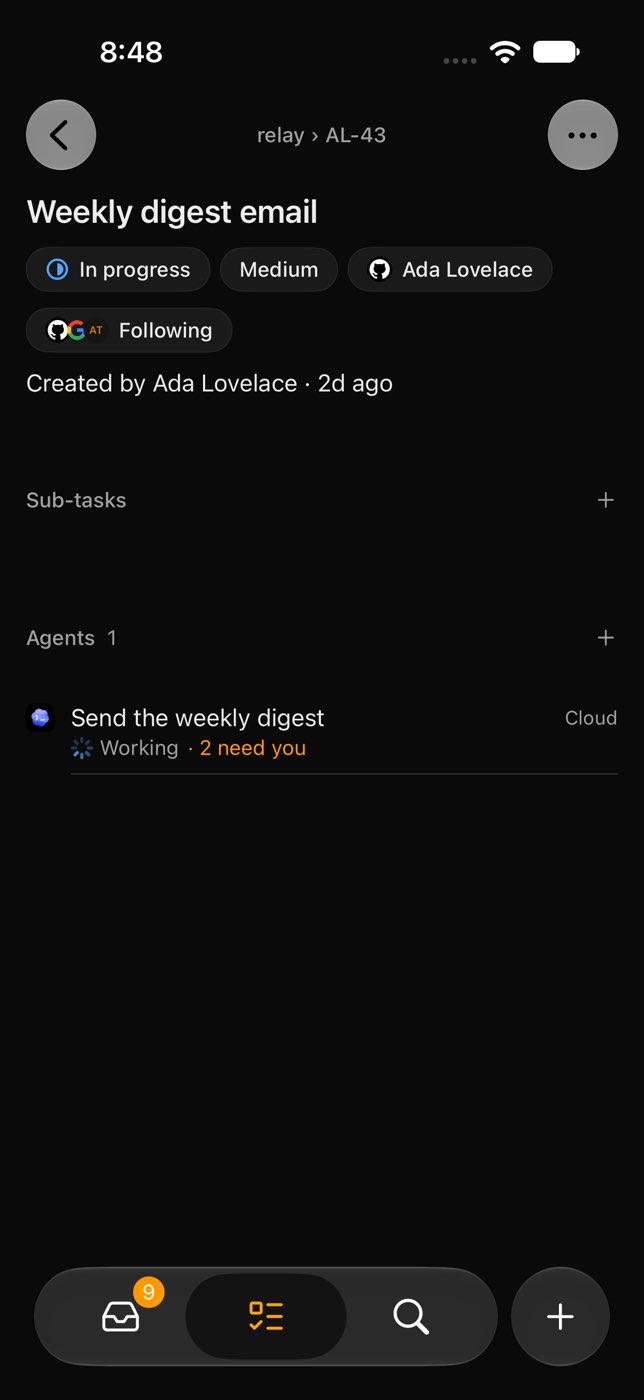 8:48
relay › AL-43
Weekly digest email
In progress
Medium
Ada Lovelace
AT
Following
Created by Ada Lovelace · 2d ago
Sub-tasks
Agents 1
Send the weekly digest
Cloud
Working · 2 need you
9